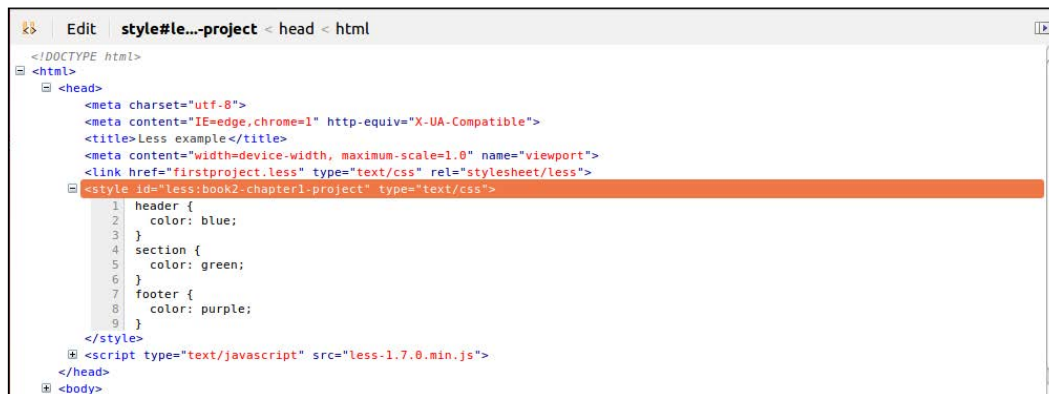 Edit style#le...-project < head < html
<!DOCTYPE html>
<html>
<head>
<meta charset="utf-8">
<meta content="IE=edge,chrome=1" http-equiv="X-UA-Compatible">
<title>Less example</title>
<meta content="width=device-width, maximum-scale=1.0" name="viewport">
<link href="firstproject.less" type="text/css" rel="stylesheet/less">
<style id="less:book2-chapter1-project" type="text/css">
1 header {
2 color: blue;
3 }
4 section {
5 color: green;
6 }
7 footer {
8 color: purple;
9 }
</style>
<script type="text/javascript" src="less-1.7.0.min.js">
</head>
<body>